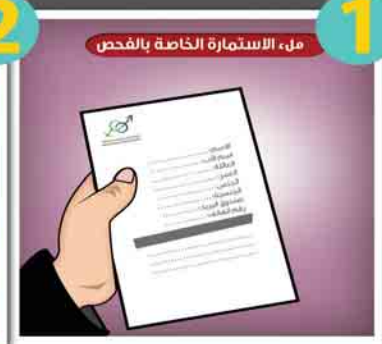 1
2
ملء الاستمارة الخاصة بالفحص
الاسم:
اسم الأب:
العائلة:
العمر:
الجنس:
الجنسية:
صندوق البريد:
رقم الهاتف: